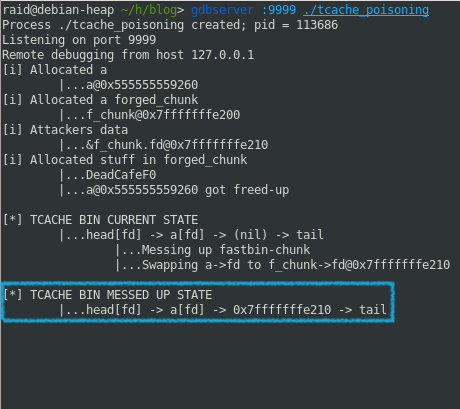 raid@debian-heap ~/h/blog> gdbserver :9999 ./tcache_poisoning
Process ./tcache_poisoning created; pid = 113686
Listening on port 9999
Remote debugging from host 127.0.0.1
[i] Allocated a
|...a@0x555555559260
[i] Allocated a forged_chunk
|...f_chunk@0x7fffffffe200
[i] Attackers data
|...&f_chunk.fd@0x7fffffffe210
[i] Allocated stuff in forged_chunk
|...DeadCafeF0
|...a@0x555555559260 got freed-up
[*] TCACHE BIN CURRENT STATE
|...head[fd] -> a[fd] -> (nil) -> tail
|...Messing up fastbin-chunk
|...Swapping a->fd to f_chunk->fd@0x7fffffffe210
[*] TCACHE BIN MESSED UP STATE
|...head[fd] -> a[fd] -> 0x7fffffffe210 -> tail